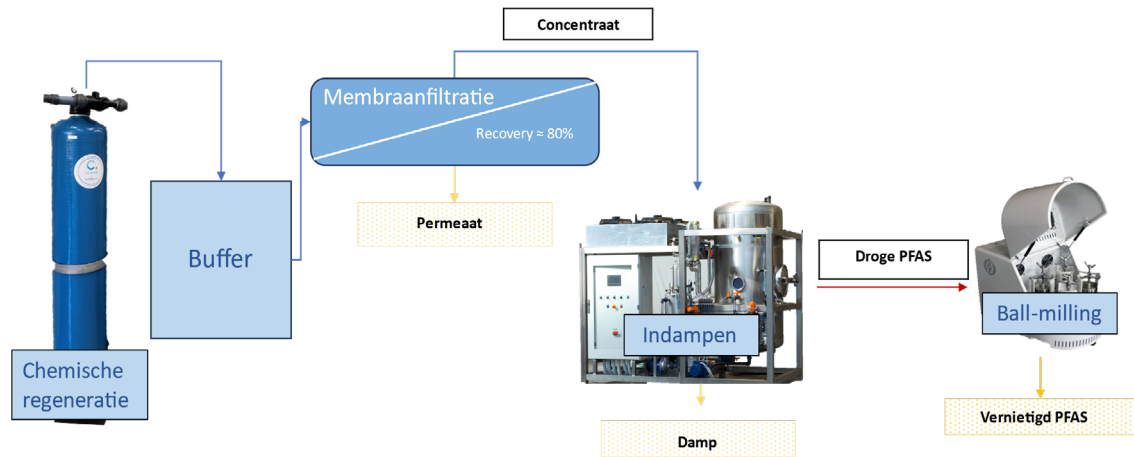 Concentraat
Membraanfiltratie
Recovery ≈ 80%
Permeaat
Buffer
Chemische
regeneratie
Indampen
Droge PFAS
Ball-milling
Damp
Vernietigd PFAS